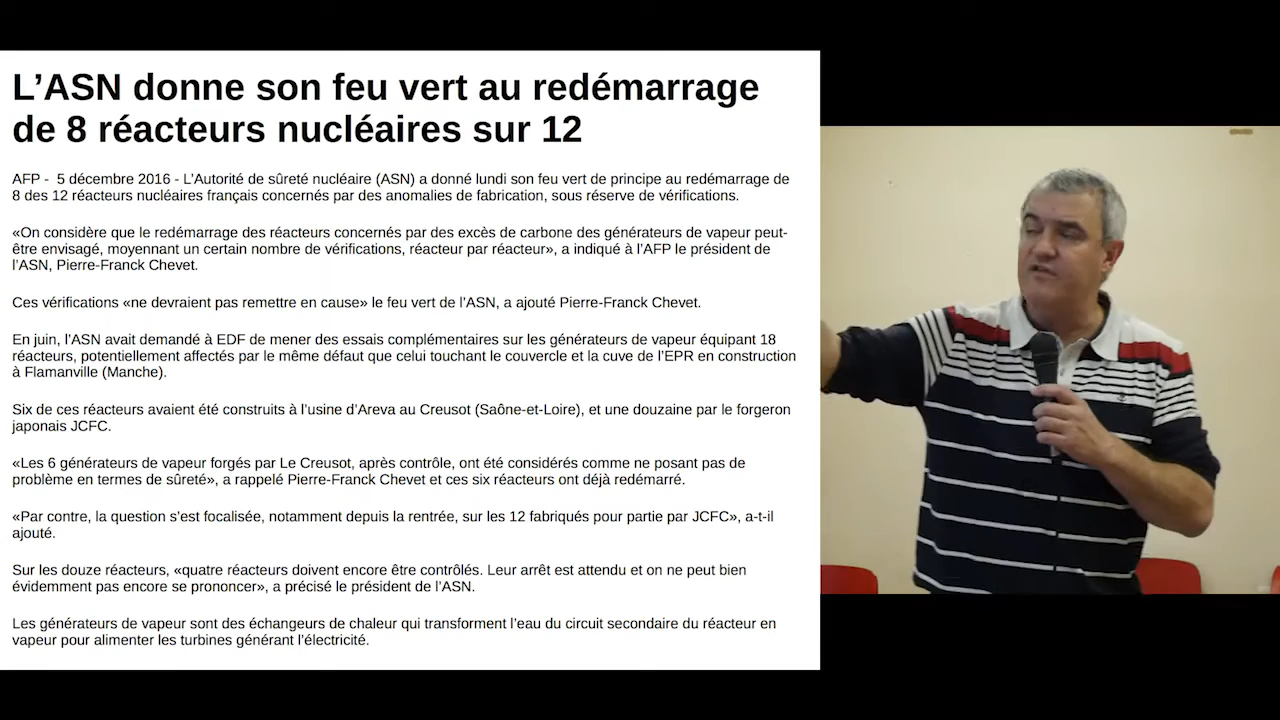 L’ASN donne son feu vert au redémarrage
de 8 réacteurs nucléaires sur 12
AFP -  5 décembre 2016 - L’Autorité de sûreté nucléaire (ASN) a donné lundi son feu vert de principe au redémarrage de
8 des 12 réacteurs nucléaires français concernés par des anomalies de fabrication, sous réserve de vérifications.
«On considère que le redémarrage des réacteurs concernés par des excès de carbone des générateurs de vapeur peut-
être envisagé, moyennant un certain nombre de vérifications, réacteur par réacteur», a indiqué à l’AFP le président de
l’ASN, Pierre-Franck Chevet.
Ces vérifications «ne devraient pas remettre en cause» le feu vert de l’ASN, a ajouté Pierre-Franck Chevet.
En juin, l’ASN avait demandé à EDF de mener des essais complémentaires sur les générateurs de vapeur équipant 18
réacteurs, potentiellement affectés par le même défaut que celui touchant le couvercle et la cuve de l’EPR en construction
à Flamanville (Manche).
Six de ces réacteurs avaient été construits à l’usine d’Areva au Creusot (Saône-et-Loire), et une douzaine par le forgeron
japonais JCFC.
«Les 6 générateurs de vapeur forgés par Le Creusot, après contrôle, ont été considérés comme ne posant pas de
problème en termes de sûreté», a rappelé Pierre-Franck Chevet et ces six réacteurs ont déjà redémarré.
«Par contre, la question s’est focalisée, notamment depuis la rentrée, sur les 12 fabriqués pour partie par JCFC», a-t-il
ajouté.
Sur les douze réacteurs, «quatre réacteurs doivent encore être contrôlés. Leur arrêt est attendu et on ne peut bien
évidemment pas encore se prononcer», a précisé le président de l’ASN.
Les générateurs de vapeur sont des échangeurs de chaleur qui transforment l’eau du circuit secondaire du réacteur en
vapeur pour alimenter les turbines générant l’électricité.